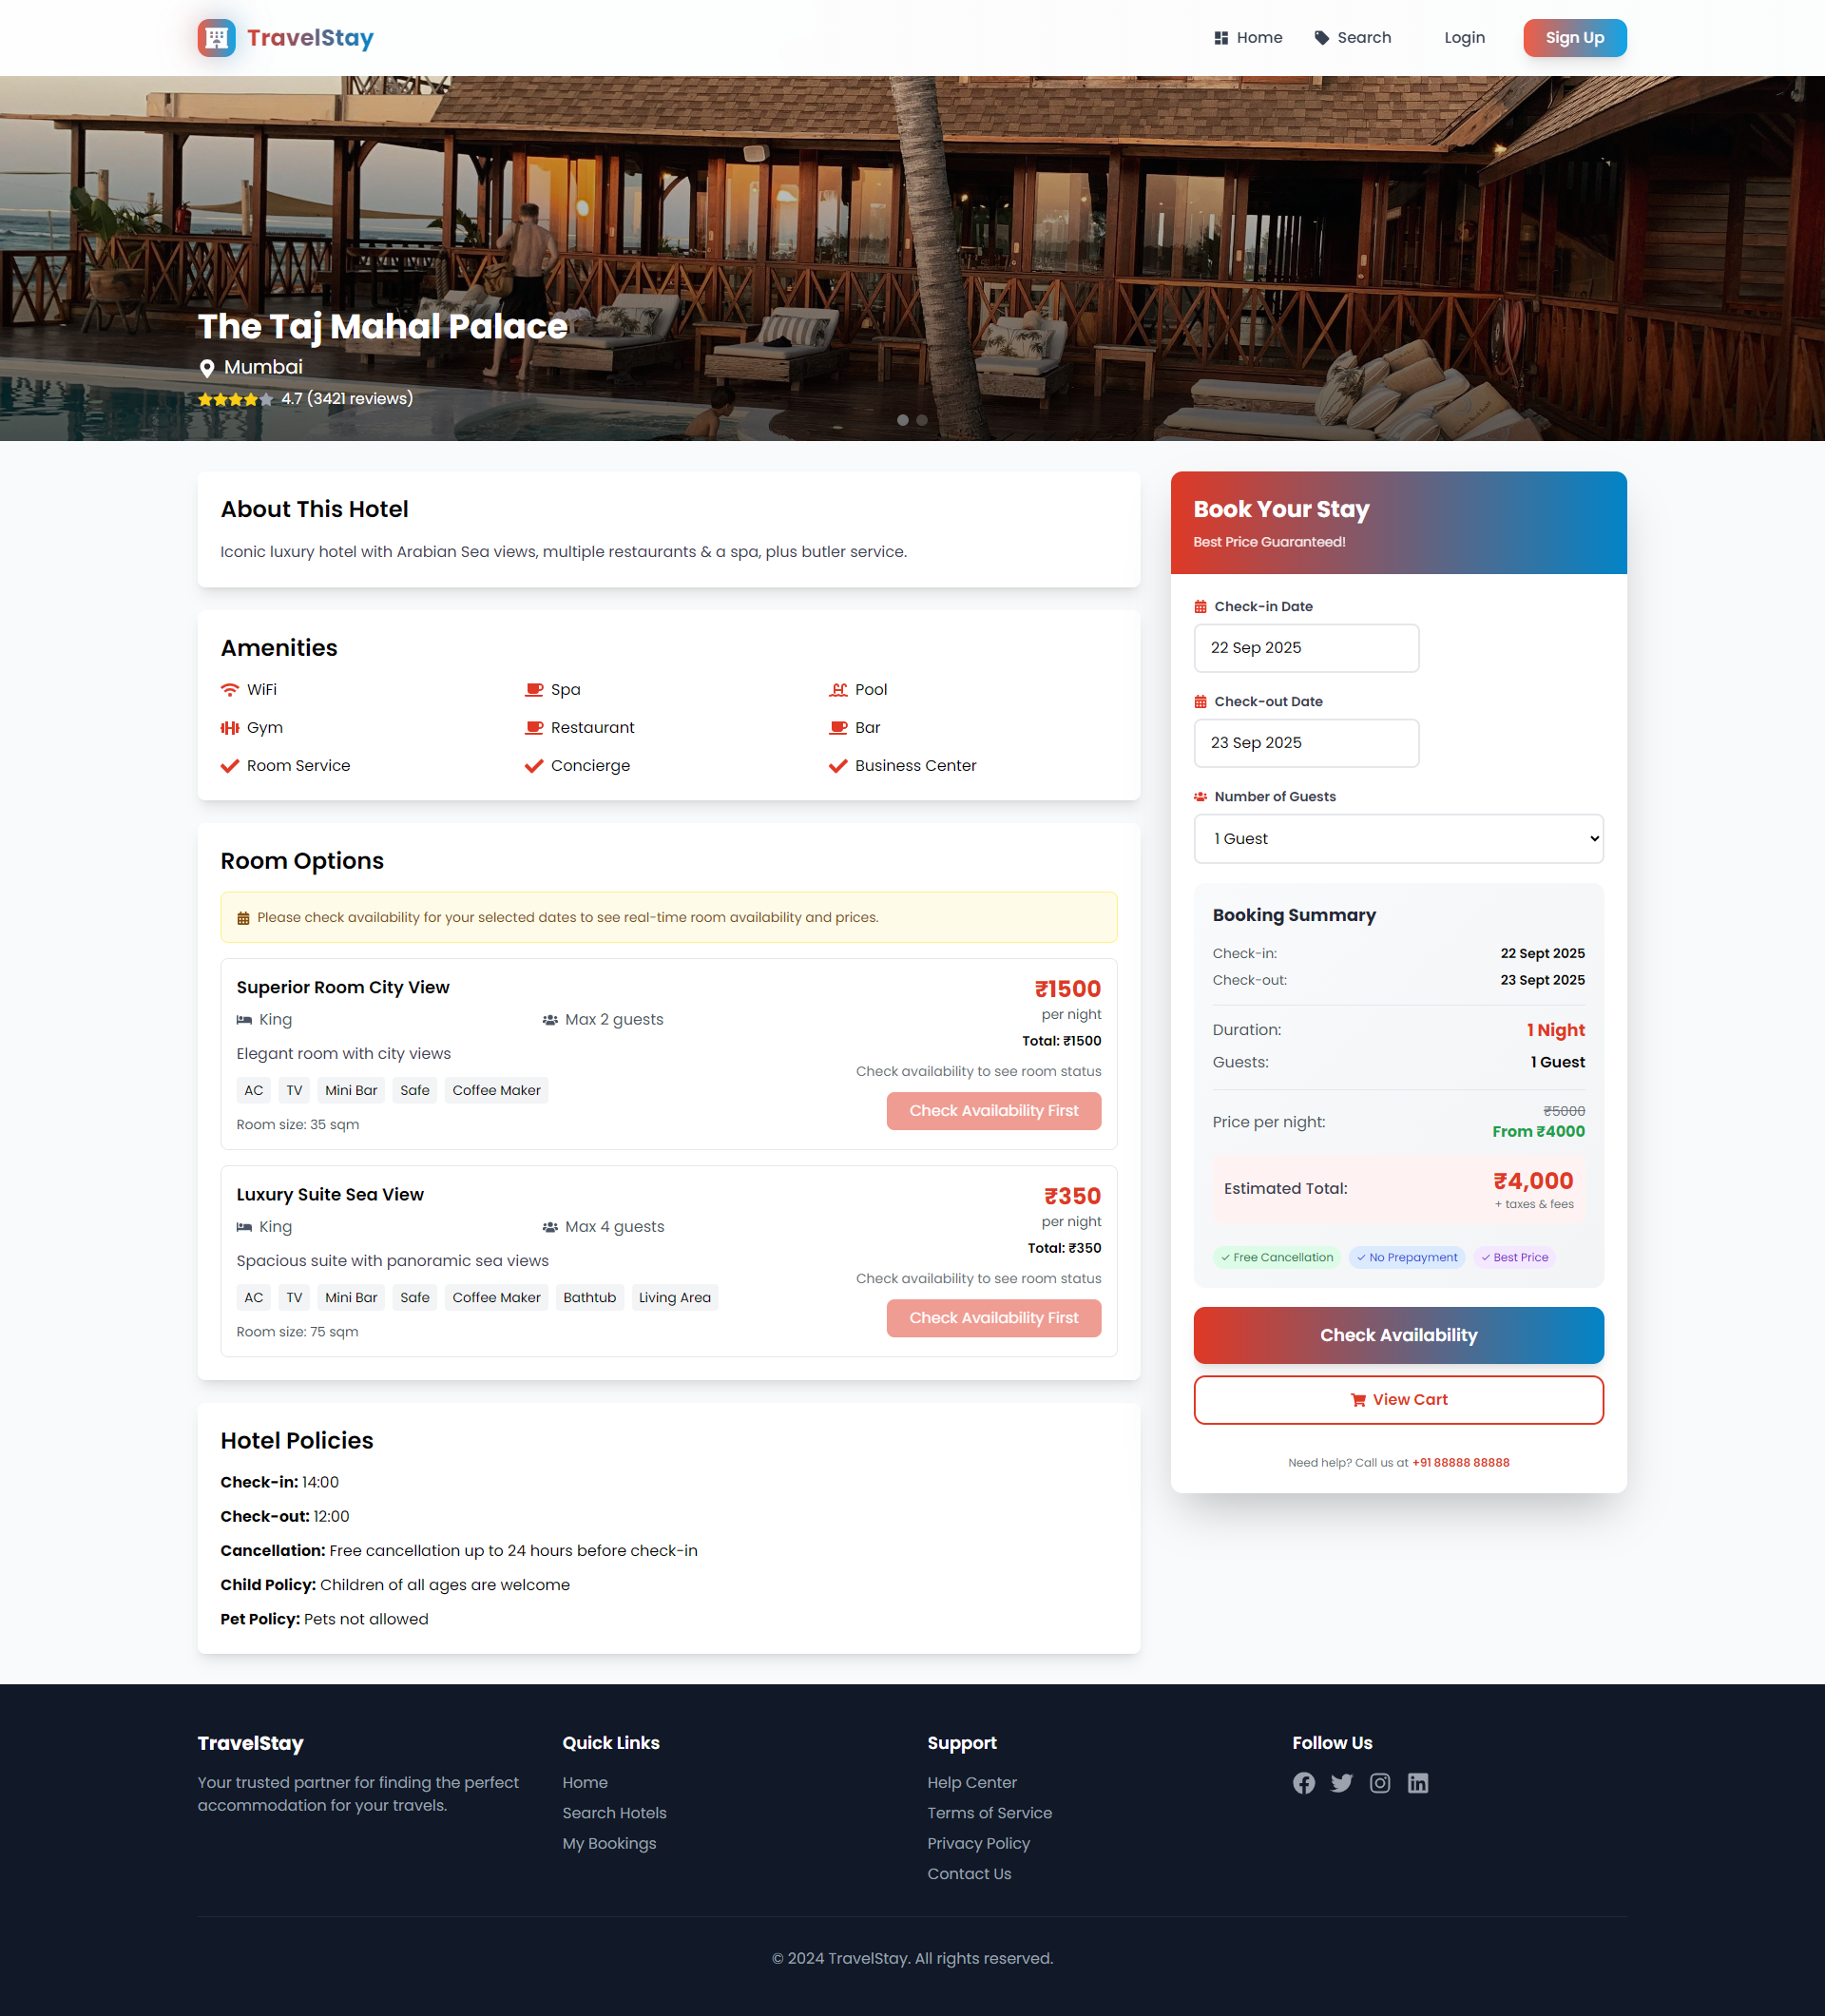 TravelStay
Home
Search
Login
Sign Up
The Taj Mahal Palace
Mumbai
4.7 (3421 reviews)
About This Hotel
Iconic luxury hotel with Arabian Sea views, multiple restaurants & a spa, plus butler service.
Amenities
WiFi
Spa
Pool
Gym
Restaurant
Bar
Room Service
Concierge
Business Center
Room Options
Please check availability for your selected dates to see real-time room availability and prices.
Superior Room City View
King
Max 2 guests
Elegant room with city views
AC
TV
Mini Bar
Safe
Coffee Maker
Room size: 35 sqm
₹1500
per night
Total: ₹1500
Check availability to see room status
Check Availability First
Luxury Suite Sea View
King
Max 4 guests
Spacious suite with panoramic sea views
AC
TV
Mini Bar
Safe
Coffee Maker
Bathtub
Living Area
Room size: 75 sqm
₹350
per night
Total: ₹350
Check availability to see room status
Check Availability First
Hotel Policies
Check-in: 14:00
Check-out: 12:00
Cancellation: Free cancellation up to 24 hours before check-in
Child Policy: Children of all ages are welcome
Pet Policy: Pets not allowed
Book Your Stay
Best Price Guaranteed!
Check-in Date
22 Sep 2025
Check-out Date
23 Sep 2025
Number of Guests
1 Guest
Booking Summary
Check-in: 22 Sept 2025
Check-out: 23 Sept 2025
Duration: 1 Night
Guests: 1 Guest
Price per night: ₹5000
From ₹4000
Estimated Total: ₹4,000
+ taxes & fees
✓ Free Cancellation
✓ No Prepayment
✓ Best Price
Check Availability
View Cart
Need help? Call us at +91 88888 88888
TravelStay
Your trusted partner for finding the perfect
accommodation for your travels.
Quick Links
Home
Search Hotels
My Bookings
Support
Help Center
Terms of Service
Privacy Policy
Contact Us
Follow Us
© 2024 TravelStay. All rights reserved.